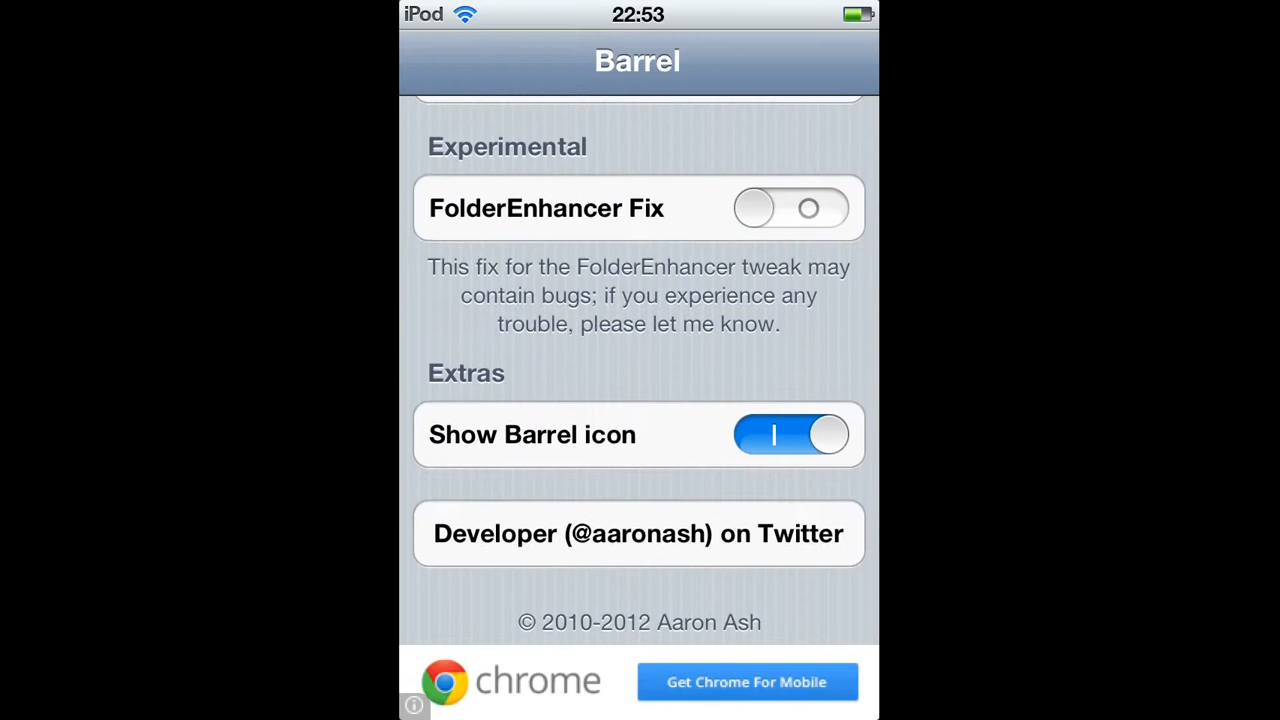 iPod 22:53
Barrel
Experimental
FolderEnhancer Fix
This fix for the FolderEnhancer tweak may
contain bugs; if you experience any
trouble, please let me know.
Extras
Show Barrel icon
Developer (@aaronash) on Twitter
© 2010-2012 Aaron Ash
chrome Get Chrome For Mobile